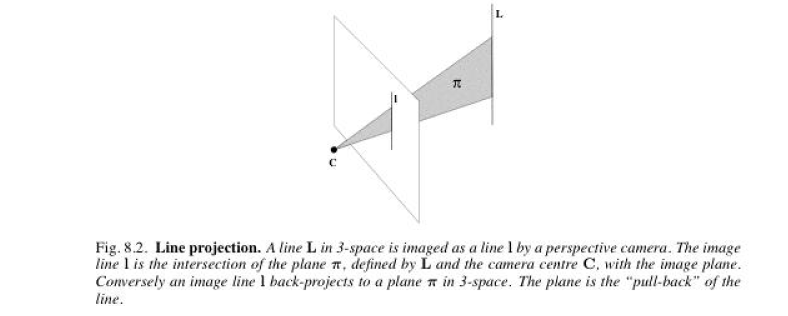 L
π
l
C
Fig. 8.2. Line projection. A line L in 3-space is imaged as a line l by a perspective camera. The image
line l is the intersection of the plane π, defined by L and the camera centre C, with the image plane.
Conversely an image line l back-projects to a plane π in 3-space. The plane is the “pull-back” of the
line.